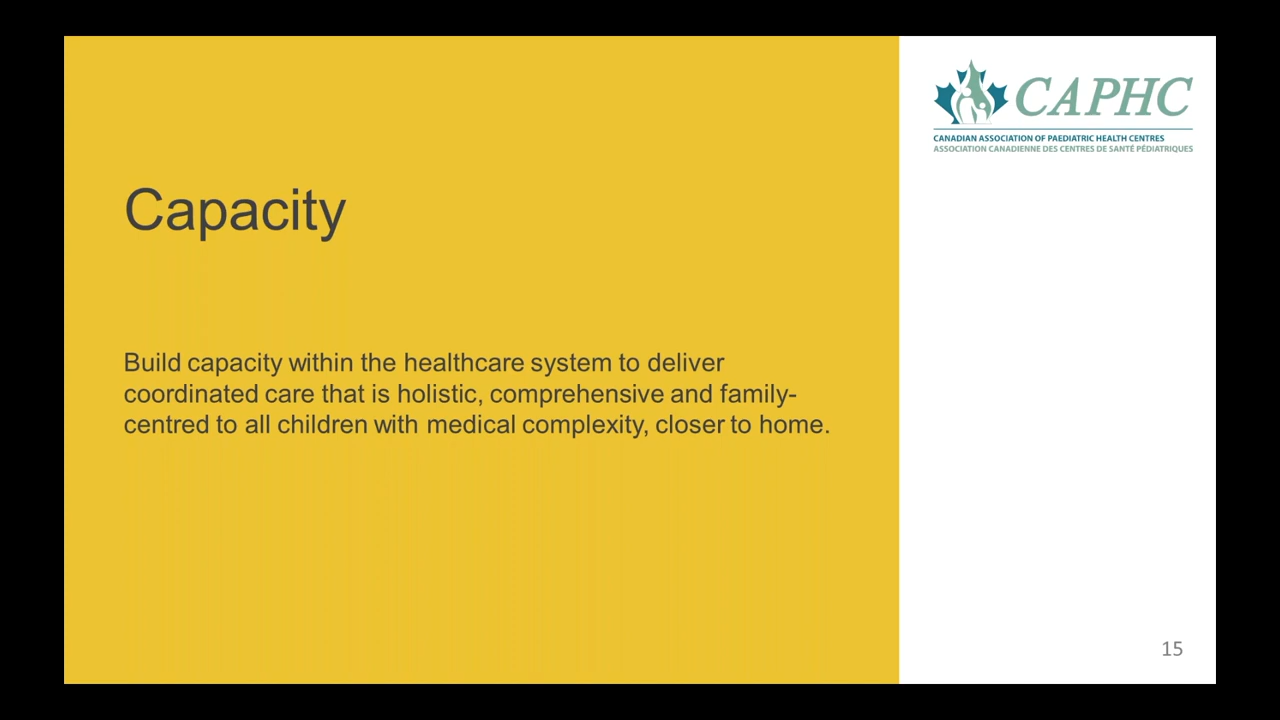 CAPHC
CANADIAN ASSOCIATION OF PAEDIATRIC HEALTH CENTRES
ASSOCIATION CANADIENNE DES CENTRES DE SANTÉ PÉDIATRIQUES
Capacity
Build capacity within the healthcare system to deliver
coordinated care that is holistic, comprehensive and family-
centred to all children with medical complexity, closer to home.
15